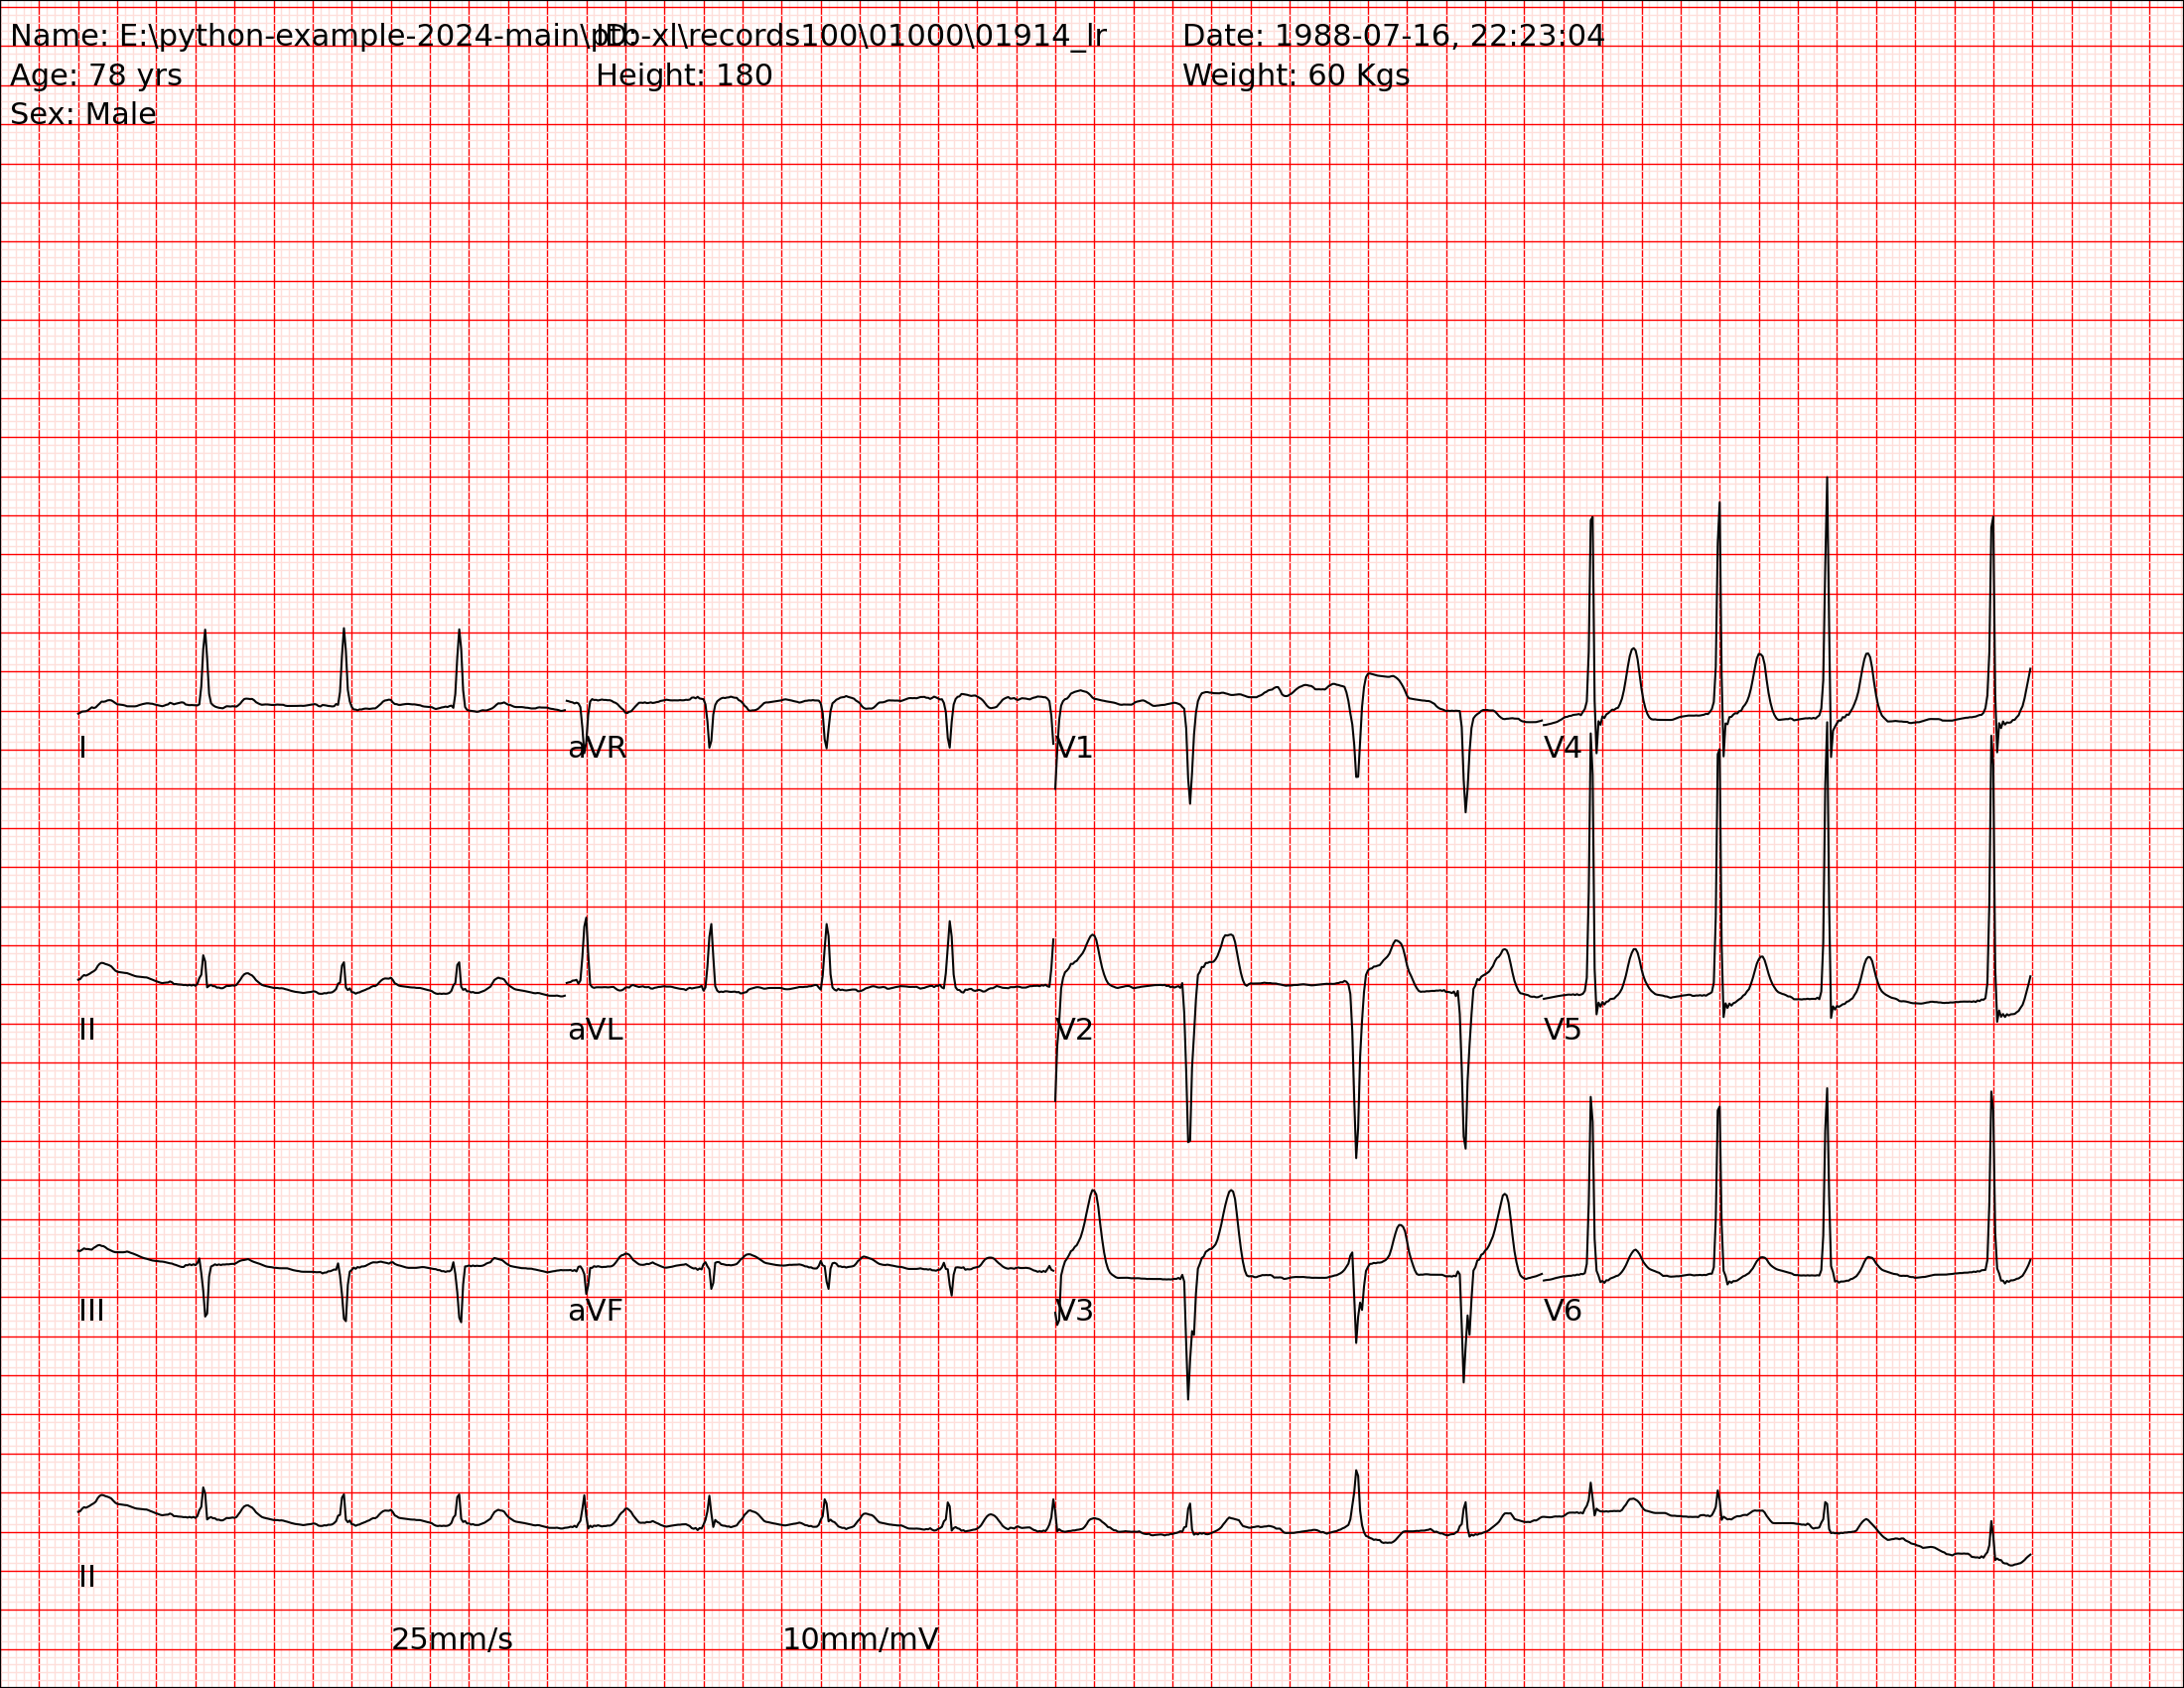 Name: E:\python-example-2024-main\ptb-xl\records100\01000\01914_lr ID: Date: 1988-07-16, 22:23:04
Age: 78 yrs Height: 180 Weight: 60 Kgs
Sex: Male
I aVR V1 V4
II aVL V2 V5
III aVF V3 V6
II
25mm/s 10mm/mV